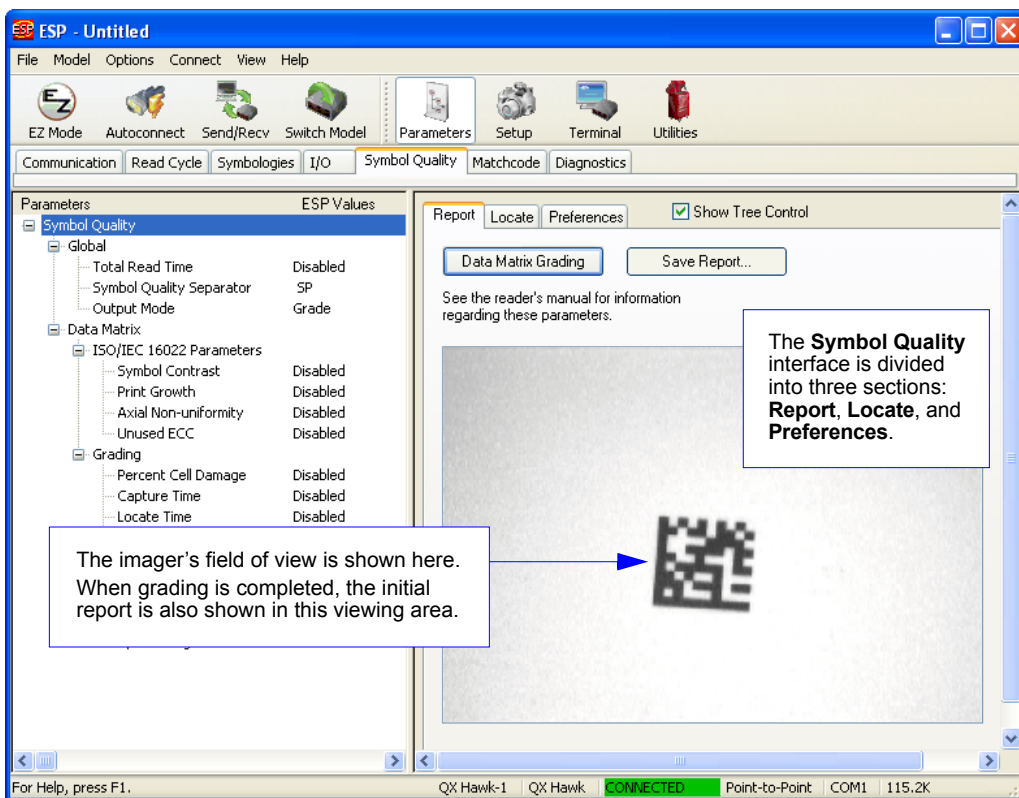 ESP - Untitled
File Model Options Connect View Help
EZ
EZ Mode Autoconnect Send/Recv Switch Model Parameters Setup Terminal Utilities
Communication Read Cycle Symbologies I/O Symbol Quality Matchcode Diagnostics
Parameters ESP Values
Symbol Quality
Global
Total Read Time Disabled
Symbol Quality Separator SP
Output Mode Grade
Data Matrix
ISO/IEC 16022 Parameters
Symbol Contrast Disabled
Print Growth Disabled
Axial Non-uniformity Disabled
Unused ECC Disabled
Grading
Percent Cell Damage Disabled
Capture Time Disabled
Locate Time Disabled
Report Locate Preferences Show Tree Control
Data Matrix Grading Save Report...
See the reader's manual for information
regarding these parameters.
The Symbol Quality
interface is divided
into three sections:
Report, Locate, and
Preferences.
The imager's field of view is shown here.
When grading is completed, the initial
report is also shown in this viewing area.
For Help, press F1. QX Hawk-1 QX Hawk CONNECTED Point-to-Point COM1 115.2K